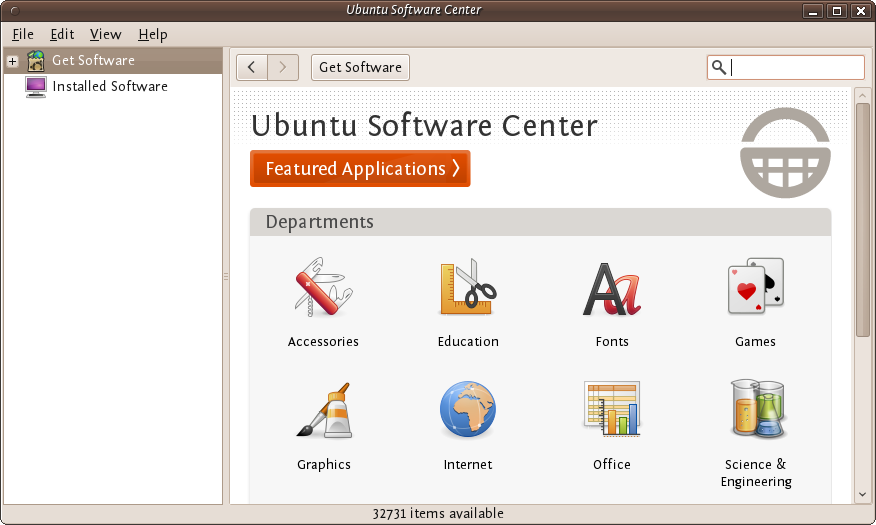 Ubuntu Software Center
File Edit View Help
Get Software
Installed Software
Get Software
Ubuntu Software Center
Featured Applications
Departments
Accessories
Education
Fonts
Games
Graphics
Internet
Office
Science &
Engineering
32731 items available